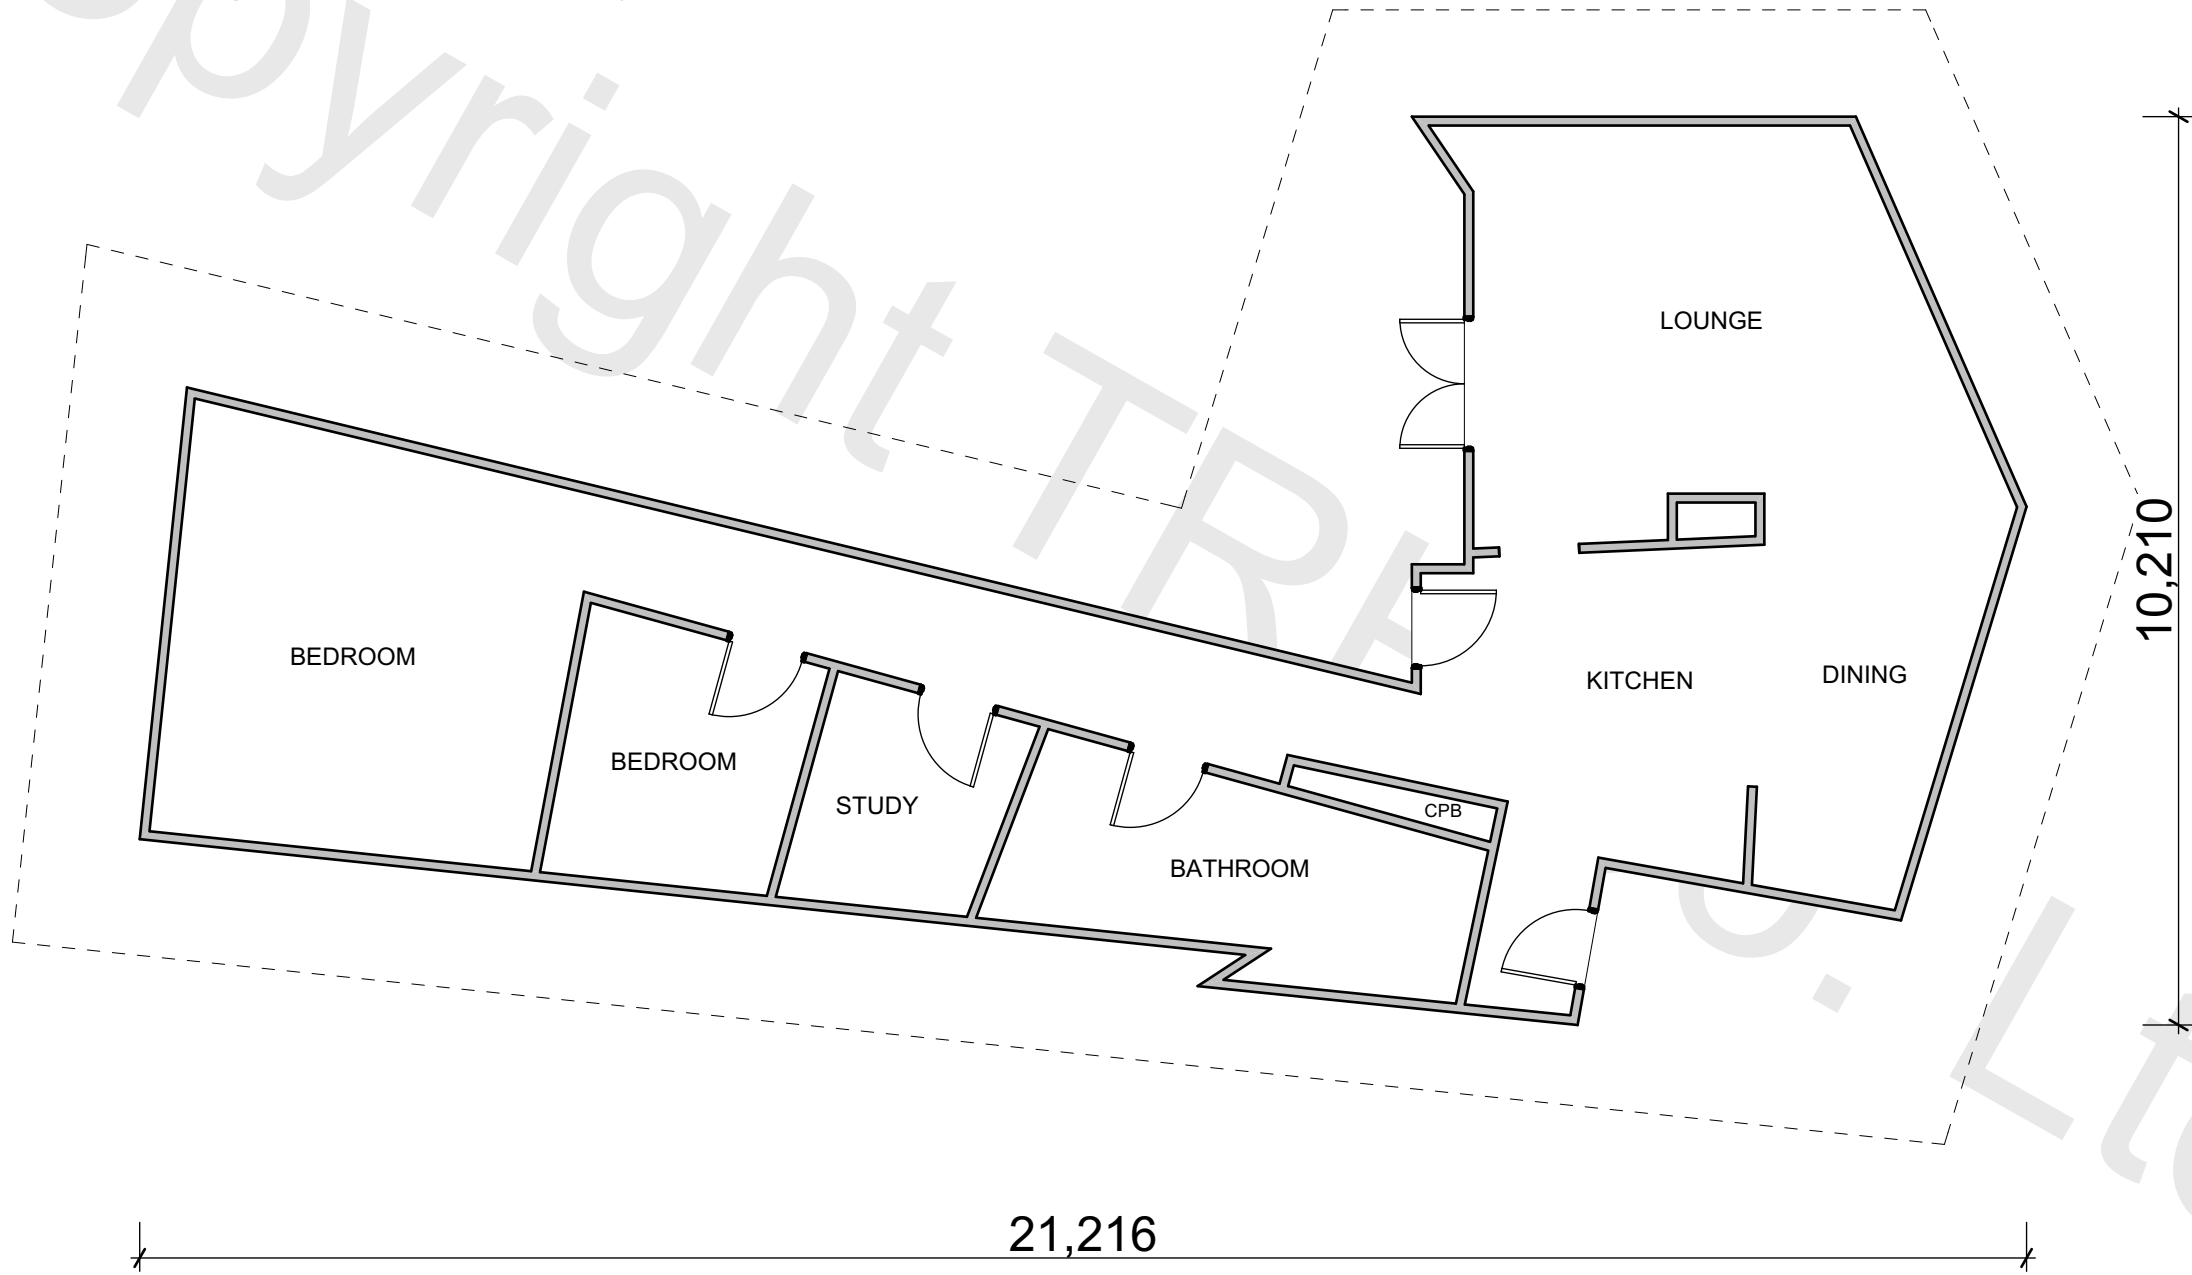 LOUNGE
10,210
BEDROOM
KITCHEN
DINING
BEDROOM
STUDY
CPB
BATHROOM
21,216